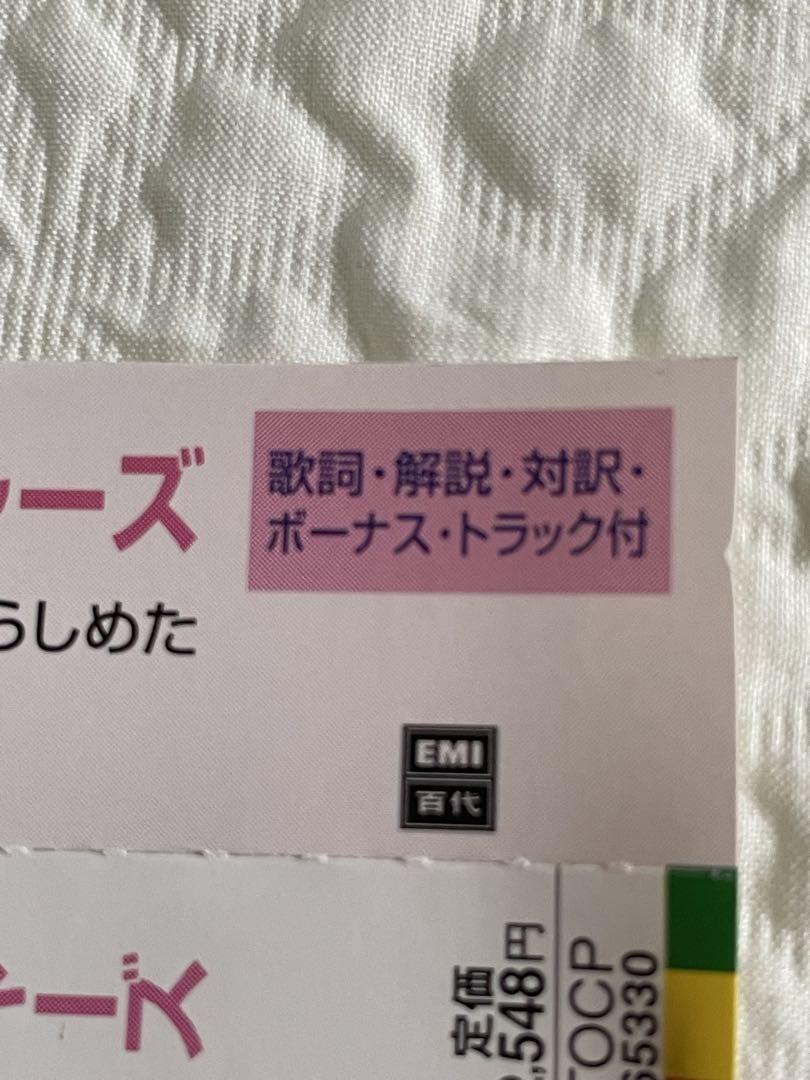 ーズ
歌詞・解説・対訳・
ボーナス・トラック付
らしめた
EMI
百代
ーズ
定価
,548円
TOCP
65330